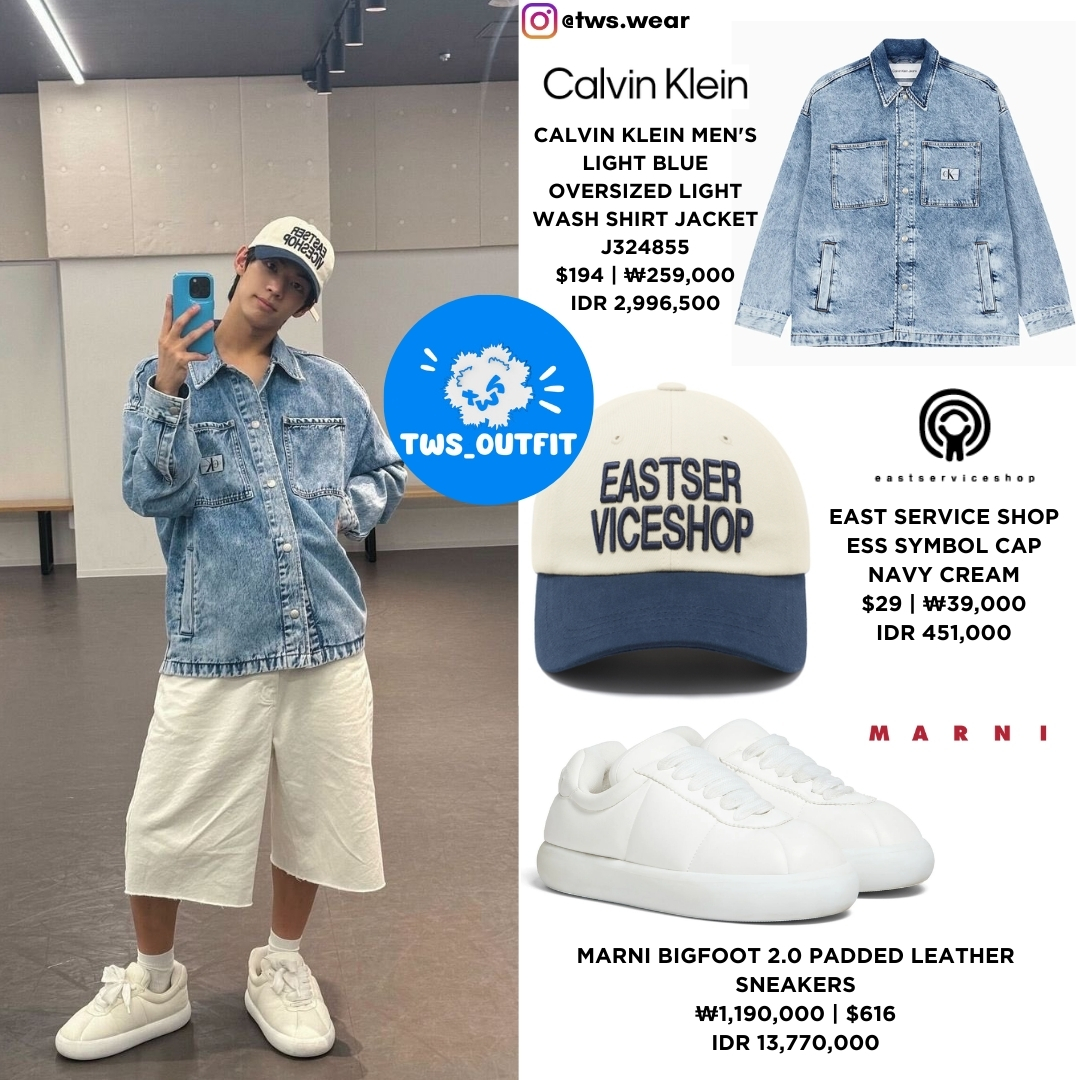 @tws.wear
Calvin Klein
CALVIN KLEIN MEN'S
LIGHT BLUE
OVERSIZED LIGHT
WASH SHIRT JACKET
J324855
$194 | ₩259,000
IDR 2,996,500
CK
EASTSER
VICESHOP
tws
TWS_OUTFIT
EASTSER
VICESHOP
eastserviceshop
EAST SERVICE SHOP
ESS SYMBOL CAP
NAVY CREAM
$29 | ₩39,000
IDR 451,000
MARNI
MARNI BIGFOOT 2.0 PADDED LEATHER
SNEAKERS
₩1,190,000 | $616
IDR 13,770,000